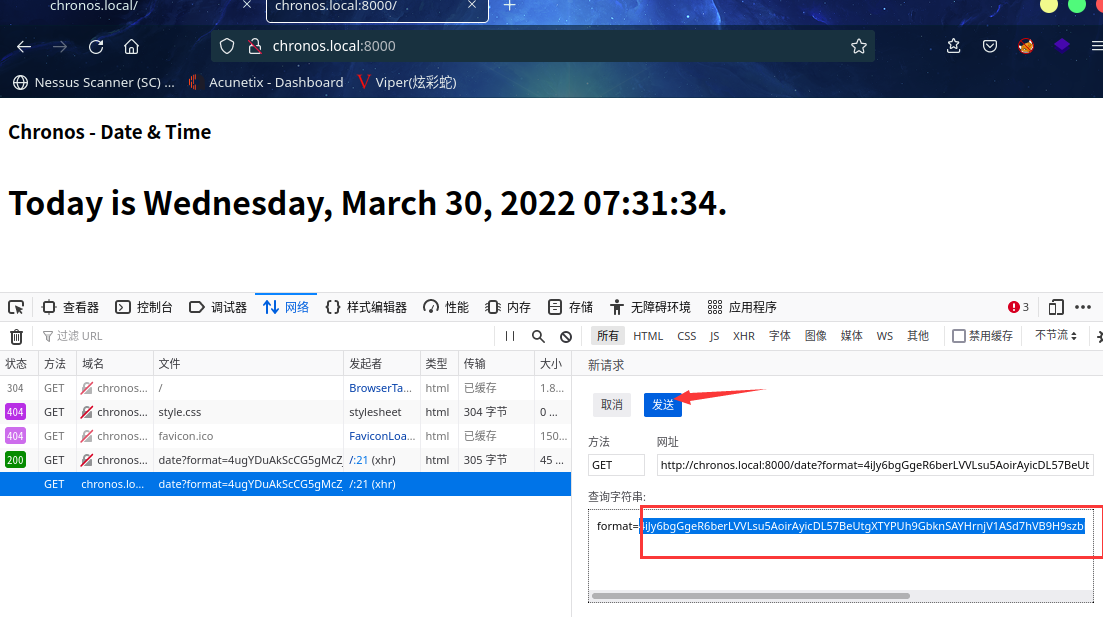 chronos.local/ × chronos.local:8000/ × +
chronos.local:8000
Nessus Scanner (SC) ... Acunetix - Dashboard Viper(炫彩蛇)
Chronos - Date & Time
Today is Wednesday, March 30, 2022 07:31:34.
查看器 控制台 调试器 网络 样式编辑器 性能 内存 存储 无障碍环境 应用程序 3
过滤 URL 所有 HTML CSS JS XHR 字体 图像 媒体 WS 其他 禁用缓存 不节流
状态 方法 域名 文件 发起者 类型 传输 大小 新请求
304 GET chronos... / BrowserTa... html 已缓存 1.8...
取消 发送
404 GET chronos... style.css stylesheet html 304 字节 0 ...
404 GET chronos... favicon.ico FaviconLoa... html 已缓存 150...
方法 网址
200 GET chronos... date?format=4ugYDuAkScCG5gMcZ /:21 (xhr) html 305 字节 45 ...
GET http://chronos.local:8000/date?format=4iJy6bgGgeR6berLVVLsu5AoirAyicDL57BeUt
GET chronos.lo... date?format=4ugYDuAkScCG5gMcZ /:21 (xhr)
查询字符串:
format=4iJy6bgGgeR6berLVVLsu5AoirAyicDL57BeUtgXTYPUh9GbknSAYHrnjV1ASd7hVB9H9szb